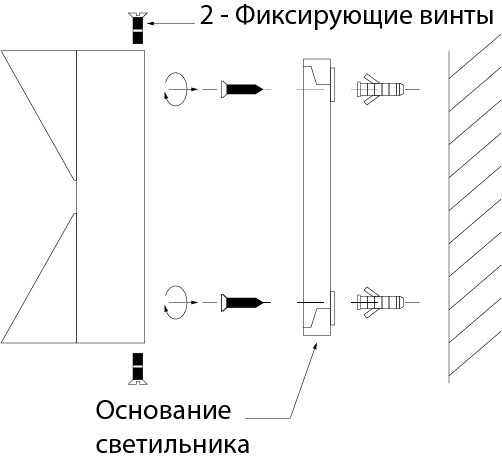 2 - Фиксирующие винты
Основание
светильника